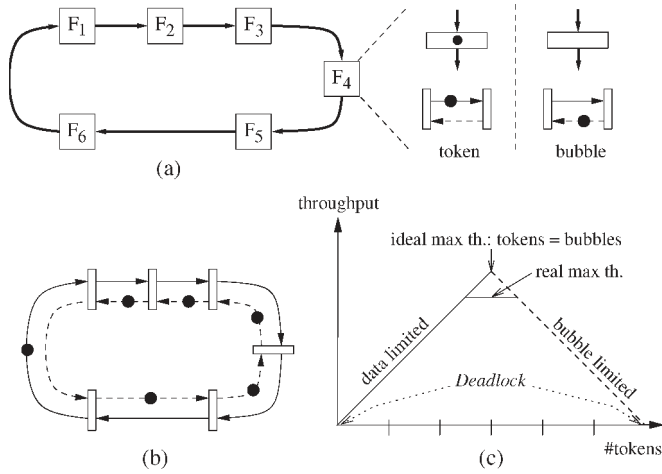 F1 F2 F3
F4
F6 F5
(a)
token bubble
throughput
ideal max th.: tokens = bubbles
real max th.
data limited
bubble limited
Deadlock
#tokens
(b)
(c)